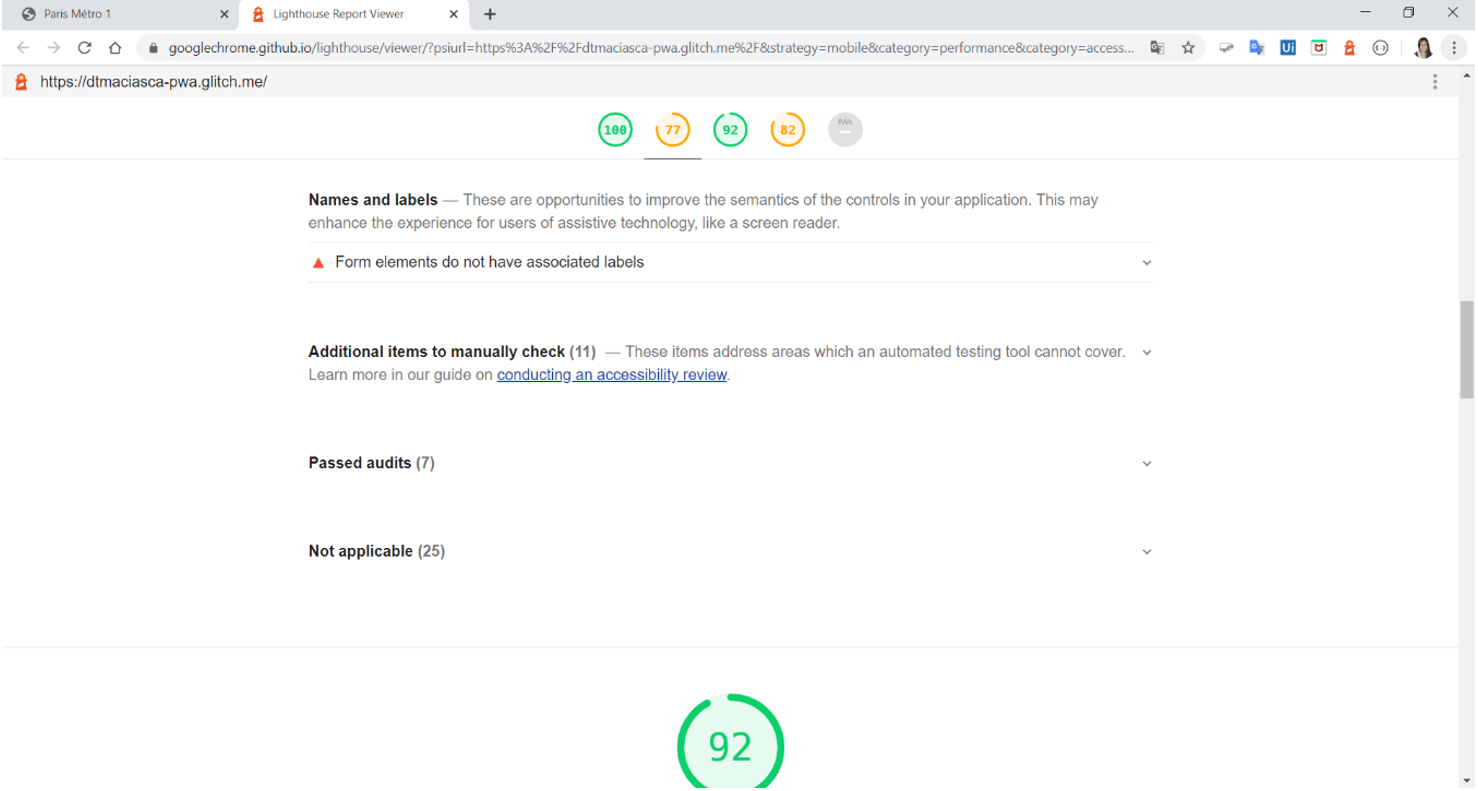 Paris Métro 1
Lighthouse Report Viewer
googlechrome.github.io/lighthouse/viewer/?psiurl=https%3A%2F%2Fdtmaciasca-pwa.glitch.me%2F&strategy=mobile&category=performance&category=access...
Ui
https://dtmaciasca-pwa.glitch.me/
100 77 92 82 PWA
Names and labels — These are opportunities to improve the semantics of the controls in your application. This may
enhance the experience for users of assistive technology, like a screen reader.
Form elements do not have associated labels
Additional items to manually check (11) — These items address areas which an automated testing tool cannot cover.
Learn more in our guide on conducting an accessibility review.
Passed audits (7)
Not applicable (25)
92